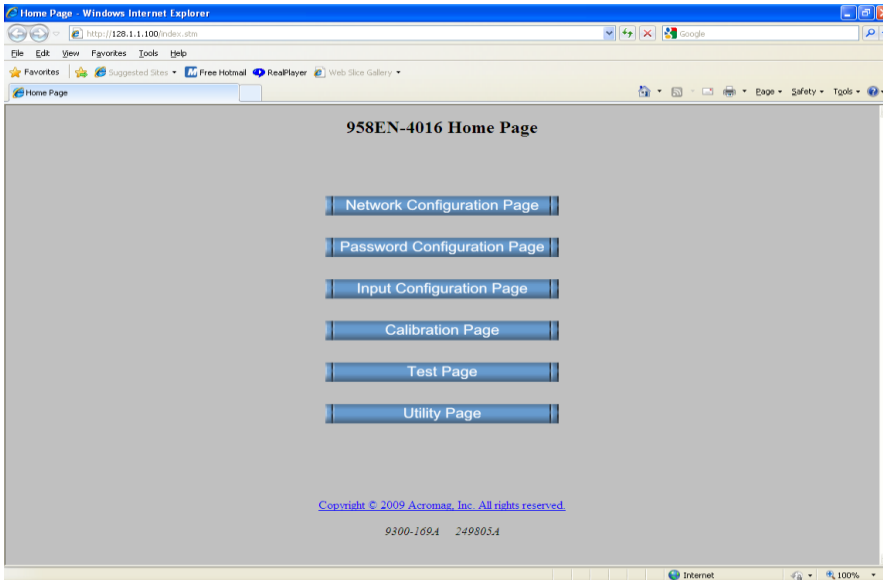 Home Page - Windows Internet Explorer
http://128.1.1.100/index.stm
Google
File Edit View Favorites Tools Help
Favorites Suggested Sites Free Hotmail RealPlayer Web Slice Gallery
Home Page Page Safety Tools
958EN-4016 Home Page
Network Configuration Page
Password Configuration Page
Input Configuration Page
Calibration Page
Test Page
Utility Page
Copyright © 2009 Acromag, Inc. All rights reserved.
9300-169A 249805A
Internet 100%